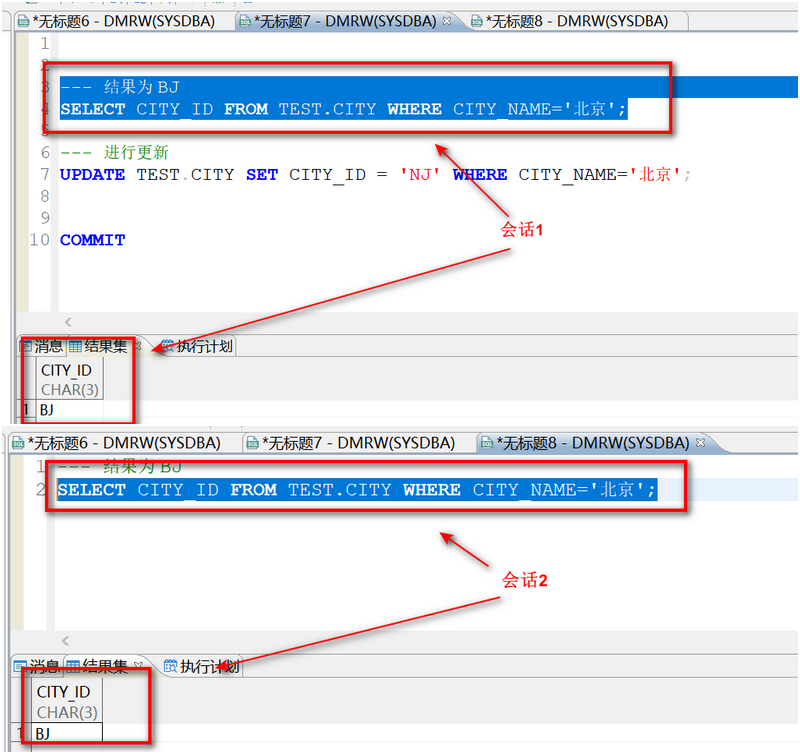 *无标题6 - DMRW(SYSDBA)
*无标题7 - DMRW(SYSDBA)
*无标题8 - DMRW(SYSDBA)
1
2
3 --- 结果为 BJ
4 SELECT CITY_ID FROM TEST.CITY WHERE CITY_NAME='北京';
5
6 --- 进行更新
7 UPDATE TEST.CITY SET CITY_ID = 'NJ' WHERE CITY_NAME='北京';
8
9
会话1
10 COMMIT
消息 结果集 执行计划
CITY_ID
CHAR(3)
1 BJ
*无标题6 - DMRW(SYSDBA)
*无标题7 - DMRW(SYSDBA)
*无标题8 - DMRW(SYSDBA)
1 --- 结果为 BJ
2 SELECT CITY_ID FROM TEST.CITY WHERE CITY_NAME='北京';
会话2
消息 结果集 执行计划
CITY_ID
CHAR(3)
1 BJ